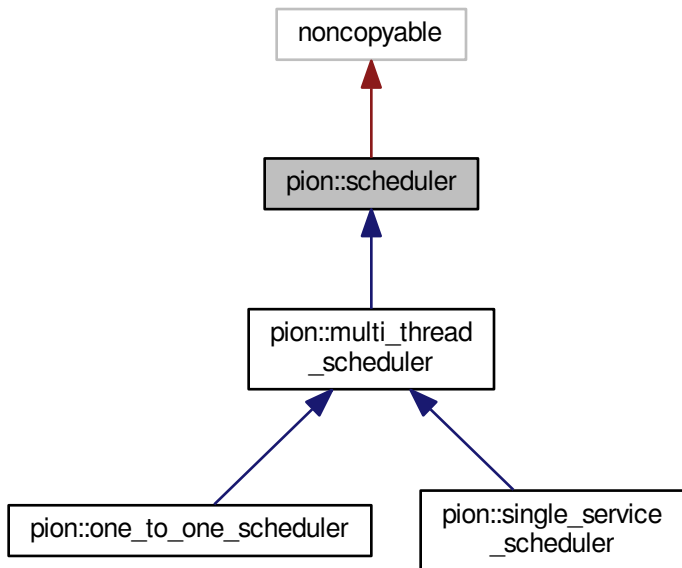 noncopyable
pion::scheduler
pion::multi_thread
_scheduler
pion::one_to_one_scheduler
pion::single_service
_scheduler